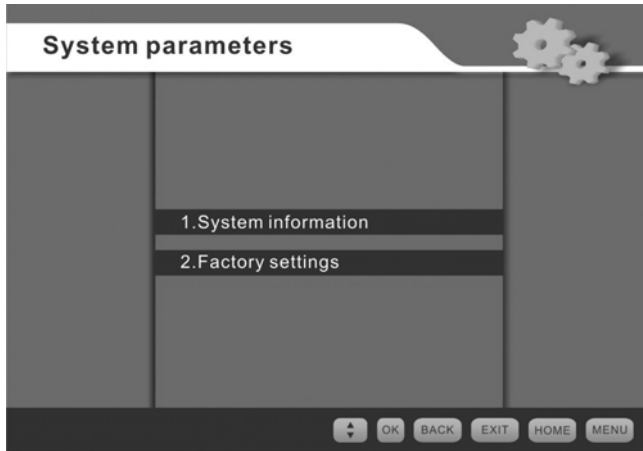 System parameters
1.System information
2.Factory settings
OK BACK EXIT HOME MENU